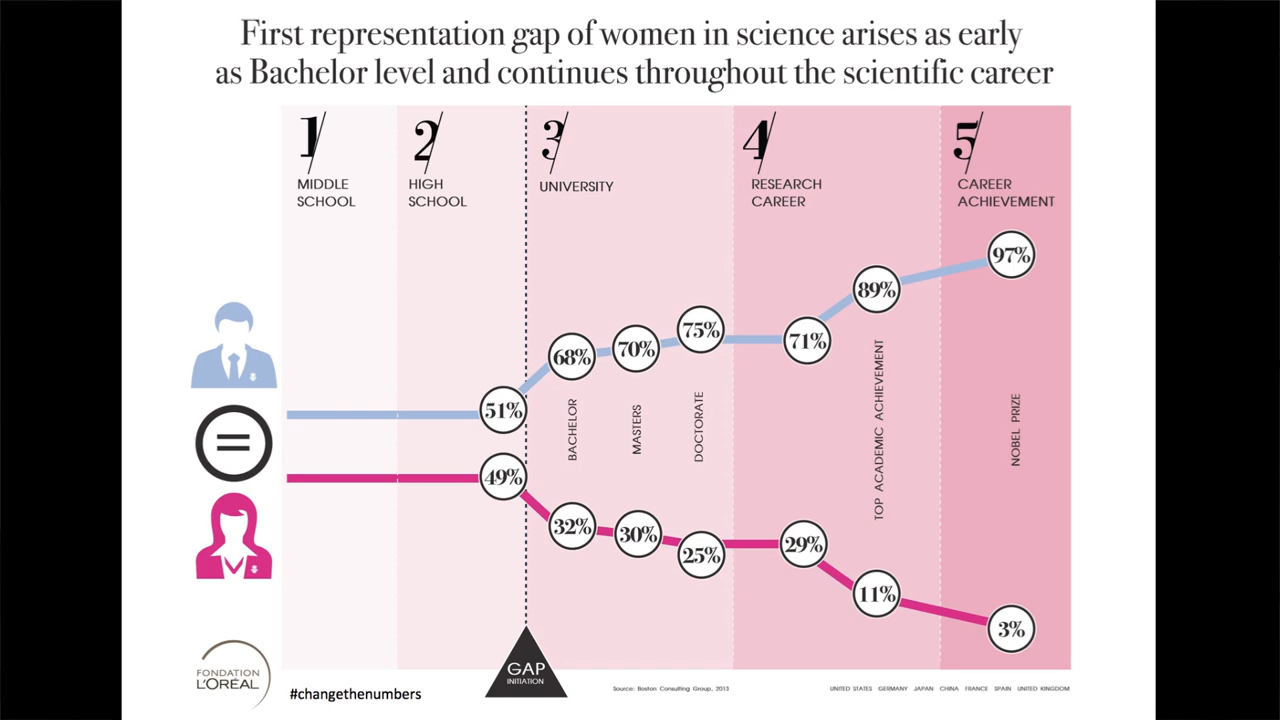 First representation gap of women in science arises as early
as Bachelor level and continues throughout the scientific career
1/
MIDDLE
SCHOOL
2/
HIGH
SCHOOL
3/
UNIVERSITY
4/
RESEARCH
CAREER
5/
CAREER
ACHIEVEMENT
97%
89%
75%
71%
70%
68%
51%
BACHELOR
MASTERS
DOCTORATE
TOP ACADEMIC ACHIEVEMENT
NOBEL PRIZE
=
49%
32%
30%
25%
29%
11%
3%
FONDATION
L'ORÉAL
#changethenumbers
GAP
INITIATION
Source: Boston Consulting Group, 2013
UNITED STATES GERMANY JAPAN CHINA FRANCE SPAIN UNITED KINGDOM